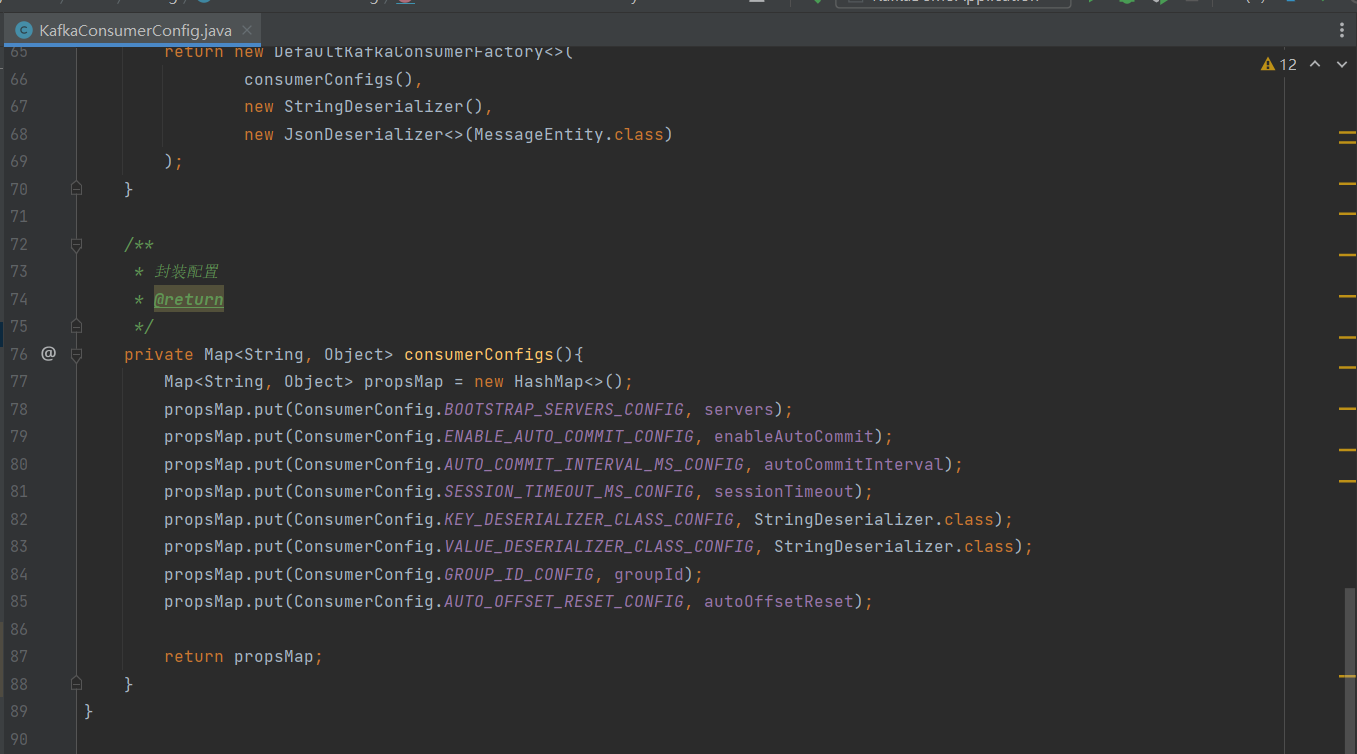 KafkaConsumerConfig.java
12
65 return new DefaultKafkaConsumerFactory<>(
66 consumerConfigs(),
67 new StringDeserializer(),
68 new JsonDeserializer<>(MessageEntity.class)
69 );
70 }
71
72 /**
73 * 封装配置
74 * @return
75 */
76 @ private Map<String, Object> consumerConfigs(){
77 Map<String, Object> propsMap = new HashMap<>();
78 propsMap.put(ConsumerConfig.BOOTSTRAP_SERVERS_CONFIG, servers);
79 propsMap.put(ConsumerConfig.ENABLE_AUTO_COMMIT_CONFIG, enableAutoCommit);
80 propsMap.put(ConsumerConfig.AUTO_COMMIT_INTERVAL_MS_CONFIG, autoCommitInterval);
81 propsMap.put(ConsumerConfig.SESSION_TIMEOUT_MS_CONFIG, sessionTimeout);
82 propsMap.put(ConsumerConfig.KEY_DESERIALIZER_CLASS_CONFIG, StringDeserializer.class);
83 propsMap.put(ConsumerConfig.VALUE_DESERIALIZER_CLASS_CONFIG, StringDeserializer.class);
84 propsMap.put(ConsumerConfig.GROUP_ID_CONFIG, groupId);
85 propsMap.put(ConsumerConfig.AUTO_OFFSET_RESET_CONFIG, autoOffsetReset);
86
87 return propsMap;
88 }
89 }
90